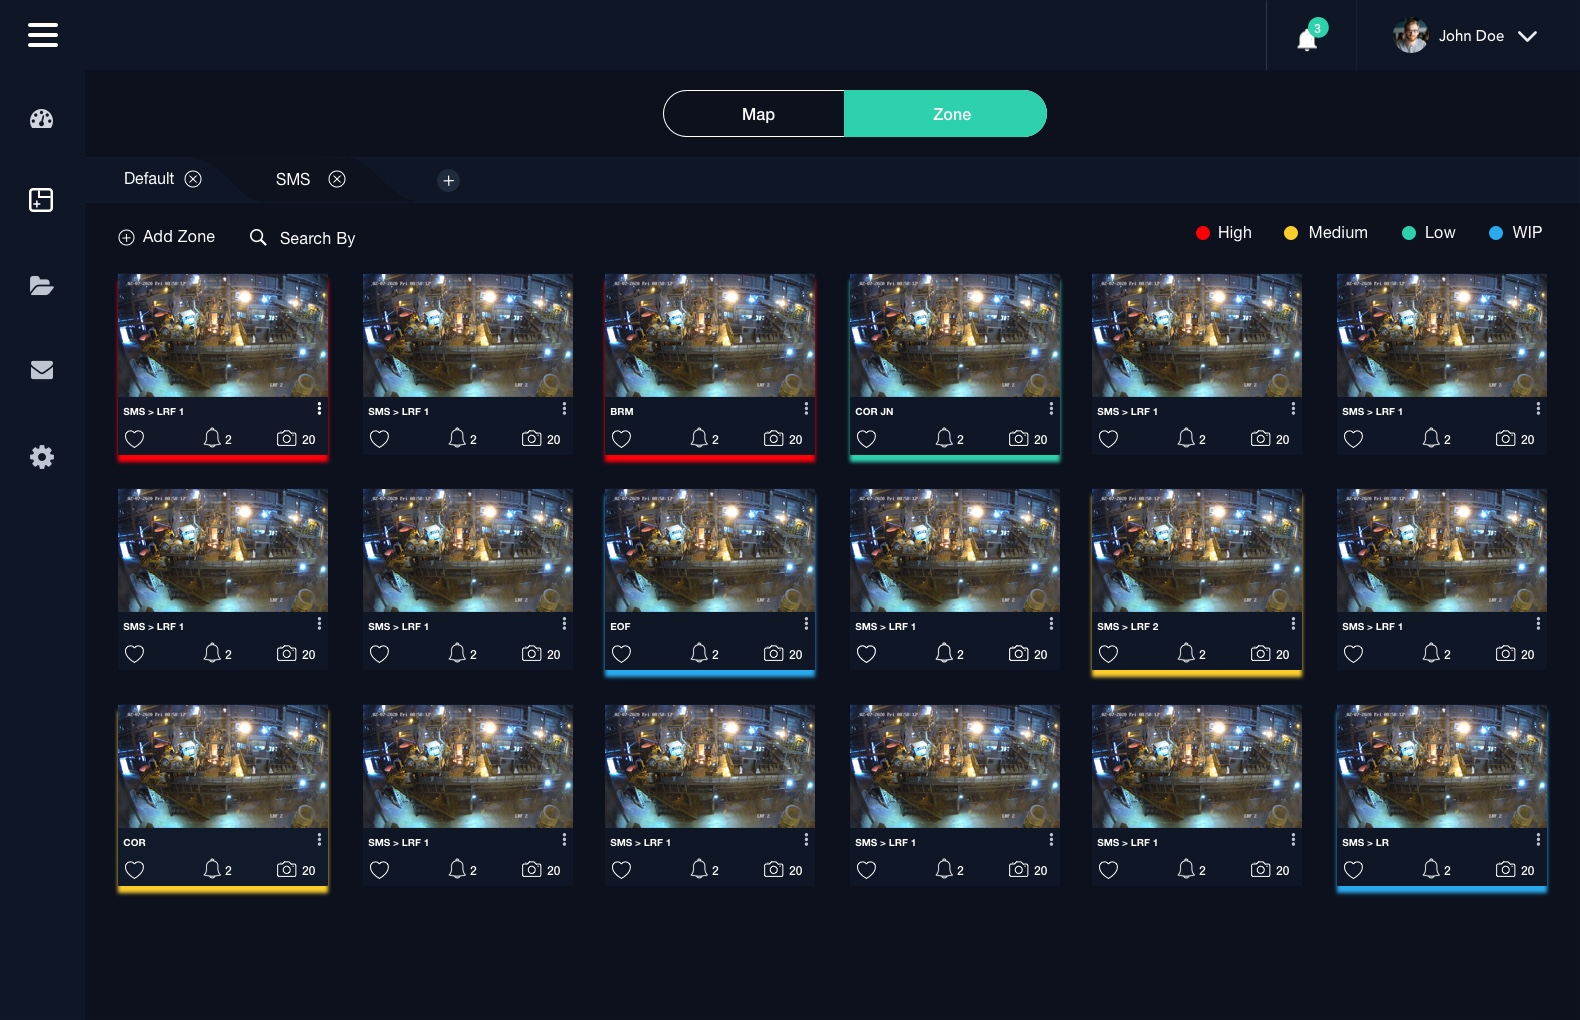 3
John Doe
Map
Zone
Default
SMS
Add Zone
Search By
High
Medium
Low
WIP
SMS > LRF 1
2
20
SMS > LRF 1
2
20
BRM
2
20
COR JN
2
20
SMS > LRF 1
2
20
SMS > LRF 1
2
20
SMS > LRF 1
2
20
SMS > LRF 1
2
20
EOF
2
20
SMS > LRF 1
2
20
SMS > LRF 2
2
20
SMS > LRF 1
2
20
COR
2
20
SMS > LRF 1
2
20
SMS > LRF 1
2
20
SMS > LRF 1
2
20
SMS > LRF 1
2
20
SMS > LR
2
20